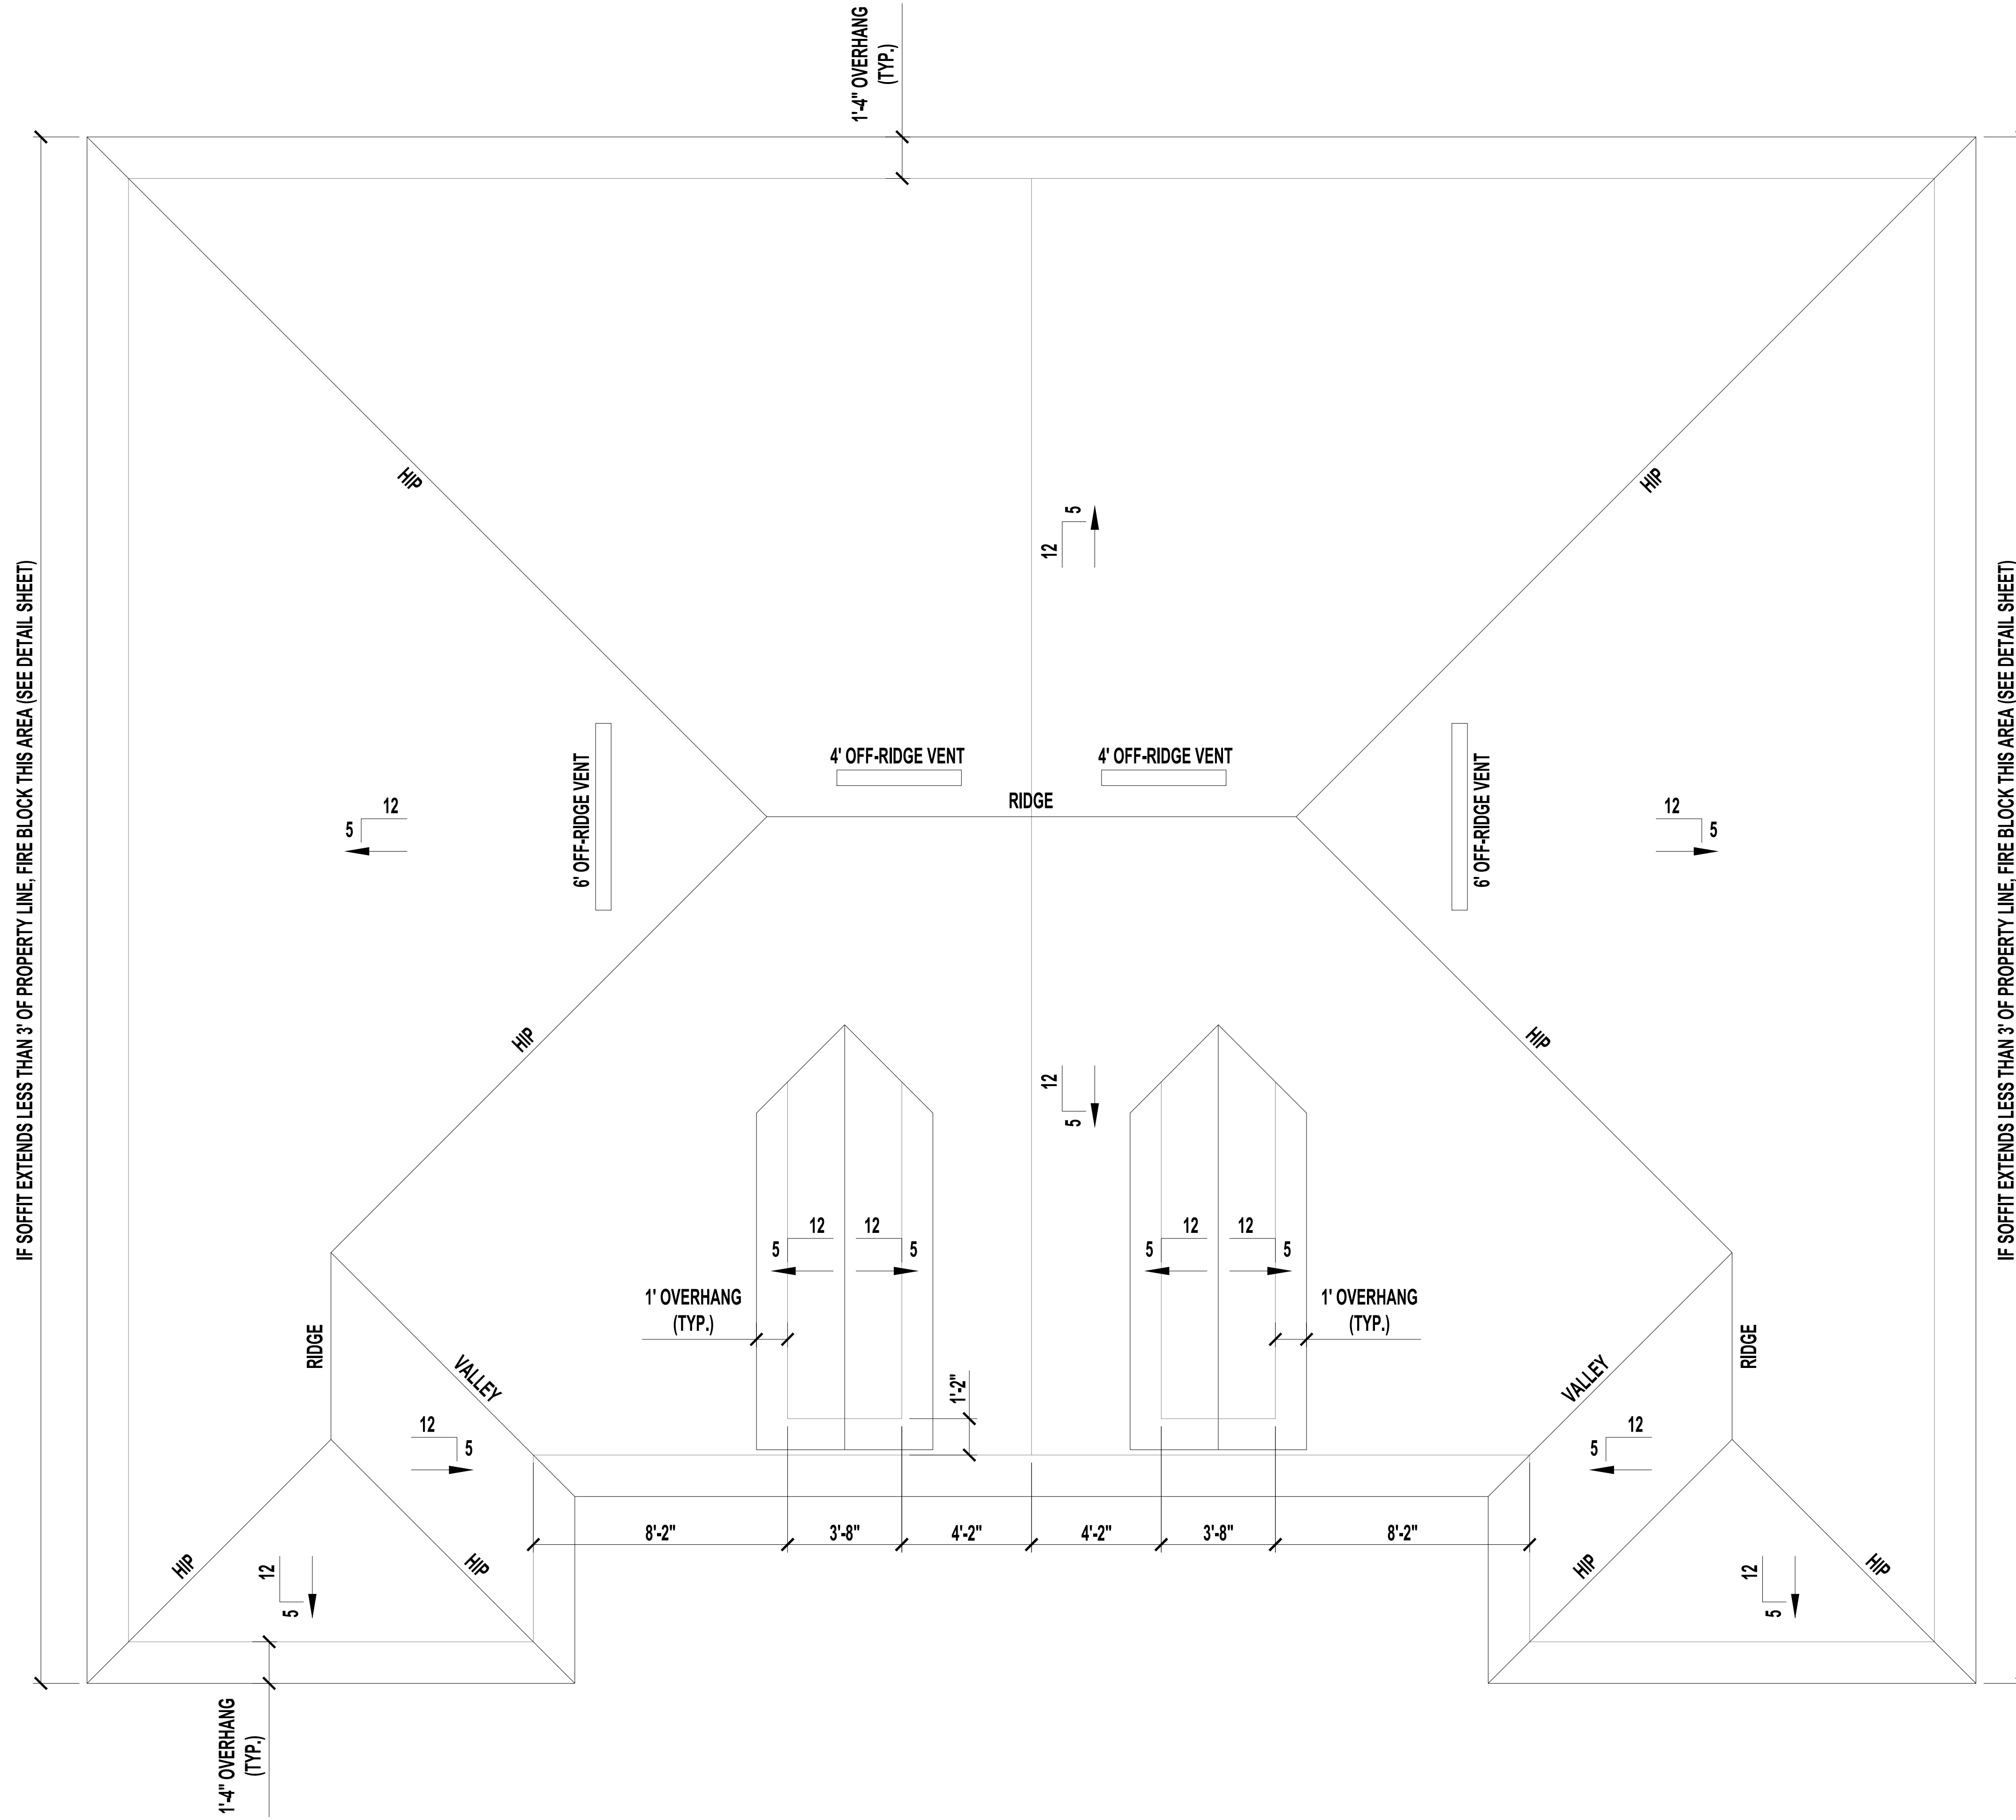 1'-4" OVERHANG
(TYP.)
HIP
HIP
5
12
IF SOFFIT EXTENDS LESS THAN 3' OF PROPERTY LINE, FIRE BLOCK THIS AREA (SEE DETAIL SHEET)
IF SOFFIT EXTENDS LESS THAN 3' OF PROPERTY LINE, FIRE BLOCK THIS AREA (SEE DETAIL SHEET)
4' OFF-RIDGE VENT
4' OFF-RIDGE VENT
6' OFF-RIDGE VENT
6' OFF-RIDGE VENT
RIDGE
12
5
12
5
HIP
HIP
12
5
12
5
12
5
12
5
12
5
1' OVERHANG
(TYP.)
1' OVERHANG
(TYP.)
RIDGE
RIDGE
VALLEY
VALLEY
1'-2"
12
5
12
5
8'-2"
3'-8"
4'-2"
4'-2"
3'-8"
8'-2"
HIP
HIP
HIP
HIP
12
5
12
5
1'-4" OVERHANG
(TYP.)